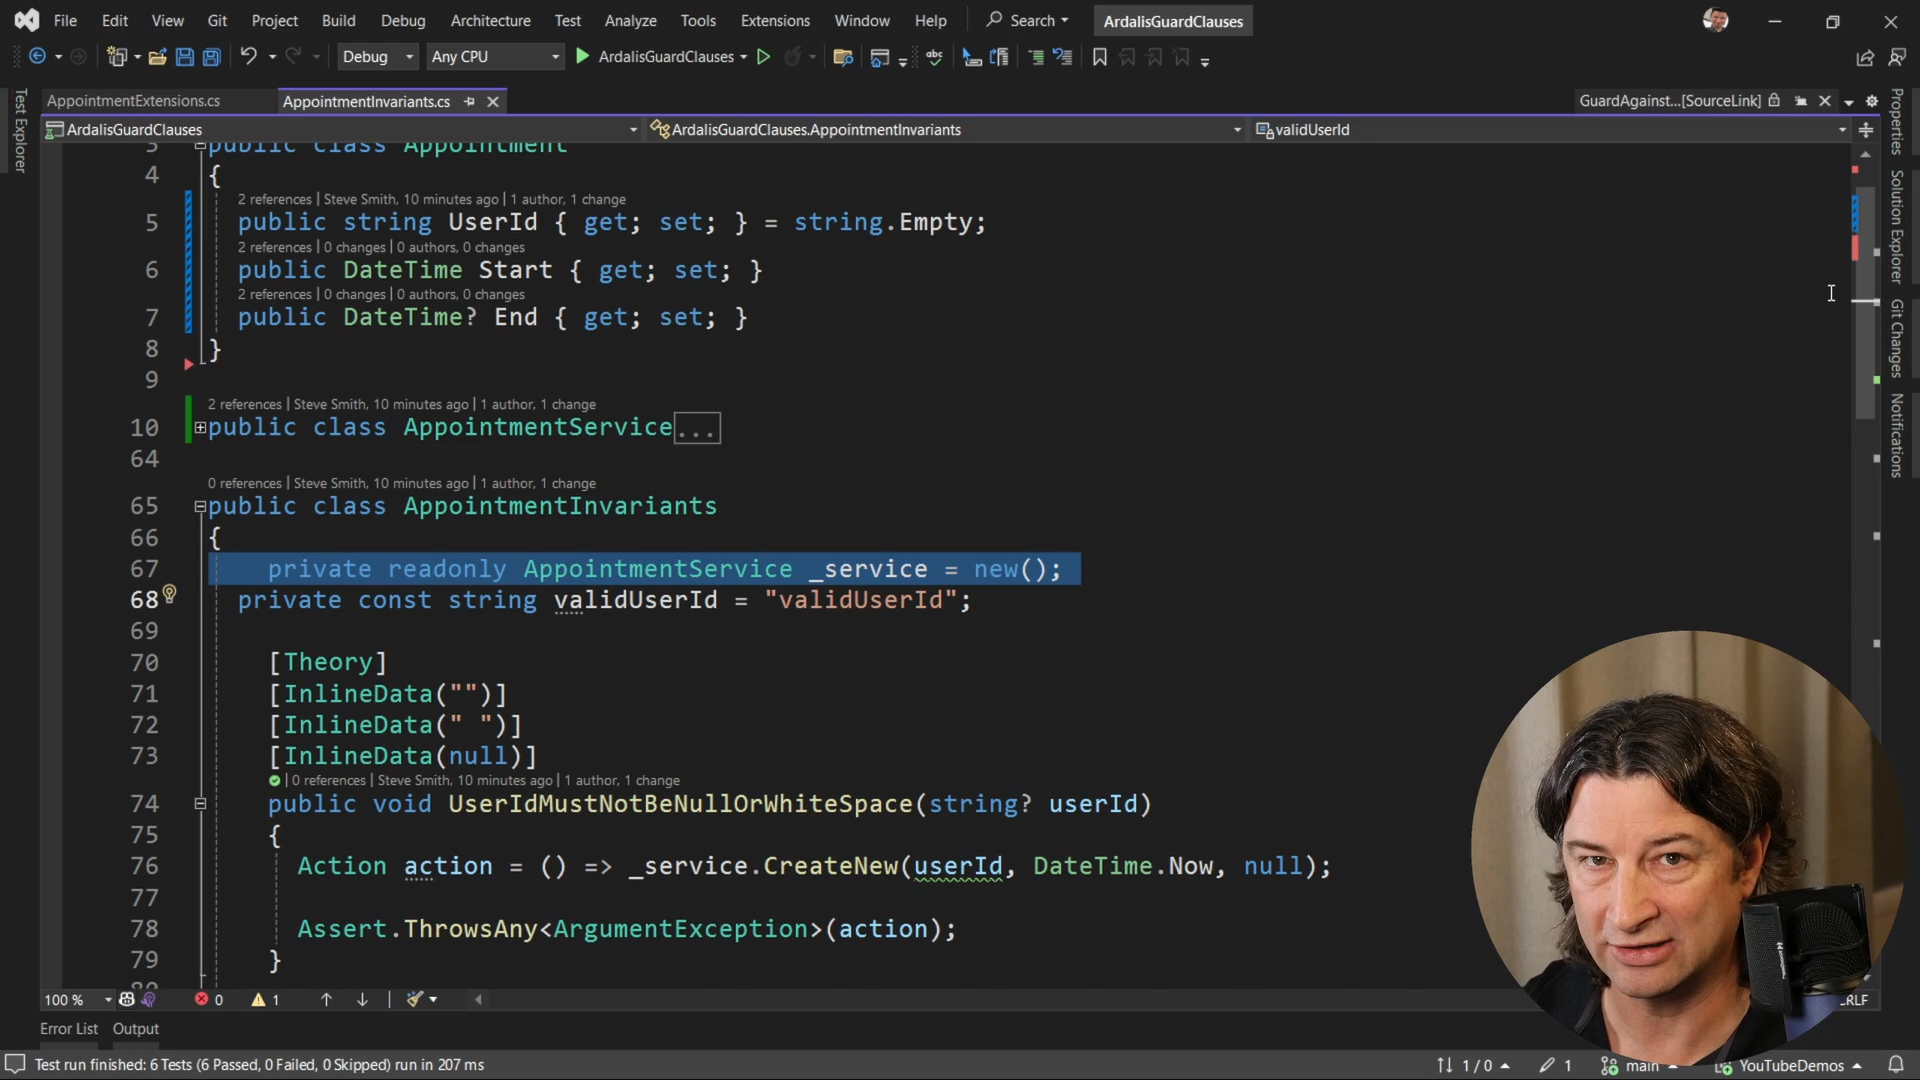 File Edit View Git Project Build Debug Architecture Test Analyze Tools Extensions Window Help Search ArdalisGuardClauses
Debug Any CPU ArdalisGuardClauses
AppointmentExtensions.cs AppointmentInvariants.cs GuardAgainst...[SourceLink]
ArdalisGuardClauses ArdalisGuardClauses.AppointmentInvariants validUserId
Test Explorer
Properties
Solution Explorer
Git Changes
Notifications
3 public class Appointment
4 {
2 references | Steve Smith, 10 minutes ago | 1 author, 1 change
5 public string UserId { get; set; } = string.Empty;
2 references | 0 changes | 0 authors, 0 changes
6 public DateTime Start { get; set; }
2 references | 0 changes | 0 authors, 0 changes
7 public DateTime? End { get; set; }
8 }
9
2 references | Steve Smith, 10 minutes ago | 1 author, 1 change
10 public class AppointmentService...
64
0 references | Steve Smith, 10 minutes ago | 1 author, 1 change
65 public class AppointmentInvariants
66 {
67 private readonly AppointmentService _service = new();
68 private const string validUserId = "validUserId";
69
70 [Theory]
71 [InlineData("")]
72 [InlineData(" ")]
73 [InlineData(null)]
| 0 references | Steve Smith, 10 minutes ago | 1 author, 1 change
74 public void UserIdMustNotBeNullOrWhiteSpace(string? userId)
75 {
76 Action action = () => _service.CreateNew(userId, DateTime.Now, null);
77
78 Assert.ThrowsAny<ArgumentException>(action);
79 }
100 % 0 1 CRLF
Error List Output
Test run finished: 6 Tests (6 Passed, 0 Failed, 0 Skipped) run in 207 ms 1 / 0 1 main YouTubeDemos